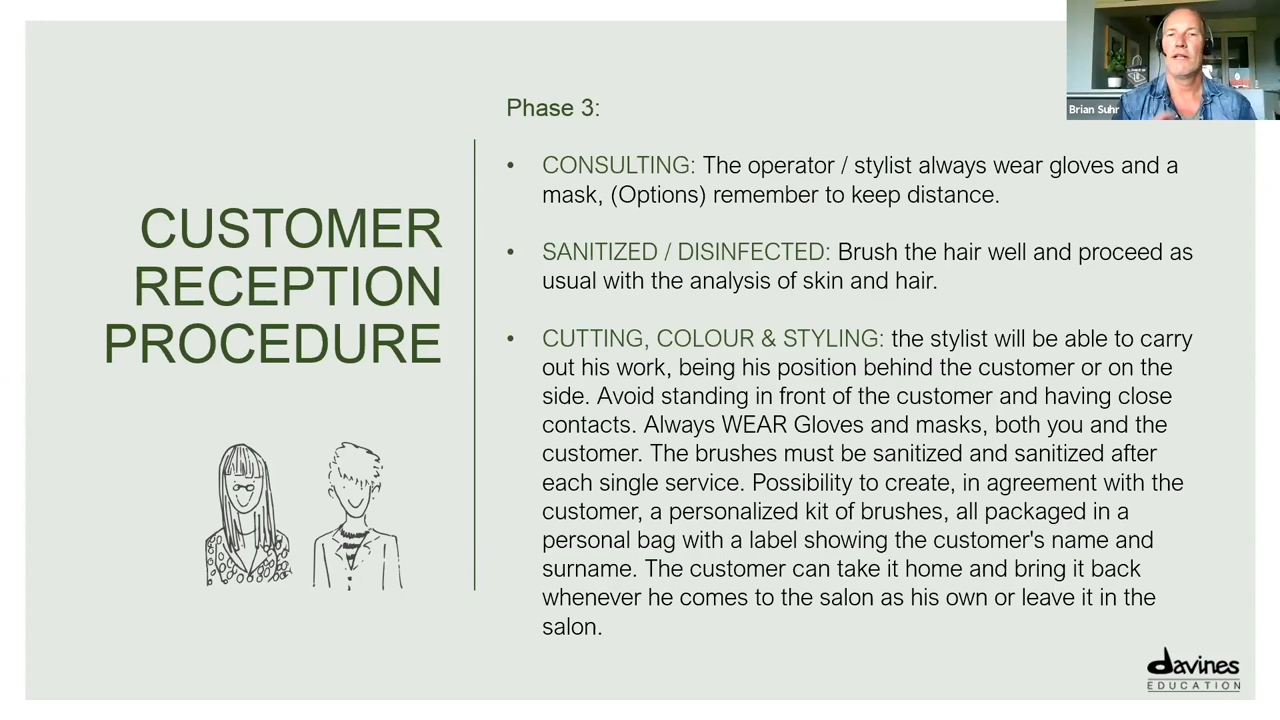 Brian Suhr
CUSTOMER
RECEPTION
PROCEDURE
Phase 3:
• CONSULTING: The operator / stylist always wear gloves and a
mask, (Options) remember to keep distance.
• SANITIZED / DISINFECTED: Brush the hair well and proceed as
usual with the analysis of skin and hair.
• CUTTING, COLOUR & STYLING: the stylist will be able to carry
out his work, being his position behind the customer or on the
side. Avoid standing in front of the customer and having close
contacts. Always WEAR Gloves and masks, both you and the
customer. The brushes must be sanitized and sanitized after
each single service. Possibility to create, in agreement with the
customer, a personalized kit of brushes, all packaged in a
personal bag with a label showing the customer's name and
surname. The customer can take it home and bring it back
whenever he comes to the salon as his own or leave it in the
salon.
davines
EDUCATION